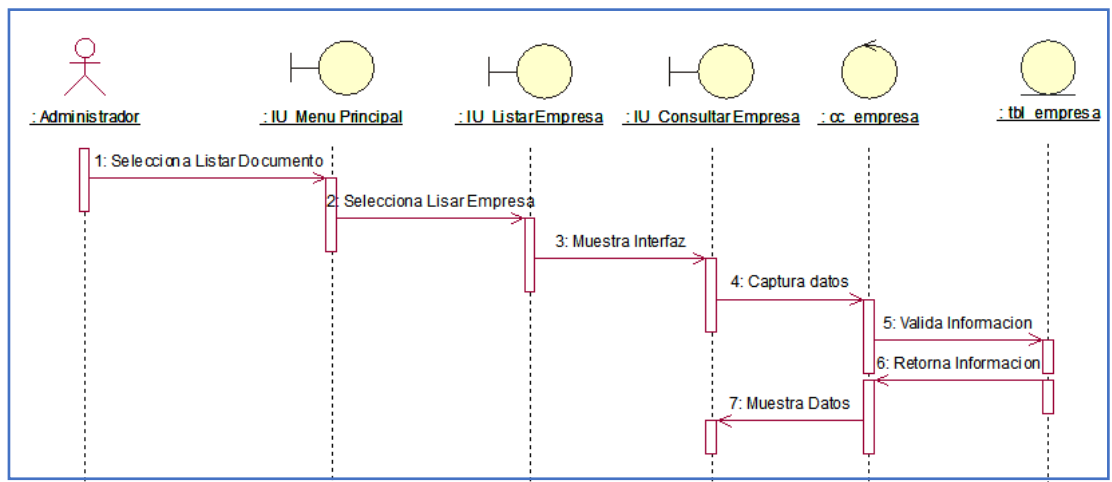 : Administrador
: IU_Menu Principal
: IU_ListarEmpresa
: IU_ConsultarEmpresa
: cc_empresa
: tbl_empresa
1: Selecciona Listar Documento
2: Selecciona Lisar Empresa
3: Muestra Interfaz
4: Captura datos
5: Valida Informacion
6: Retorna Informacion
7: Muestra Datos